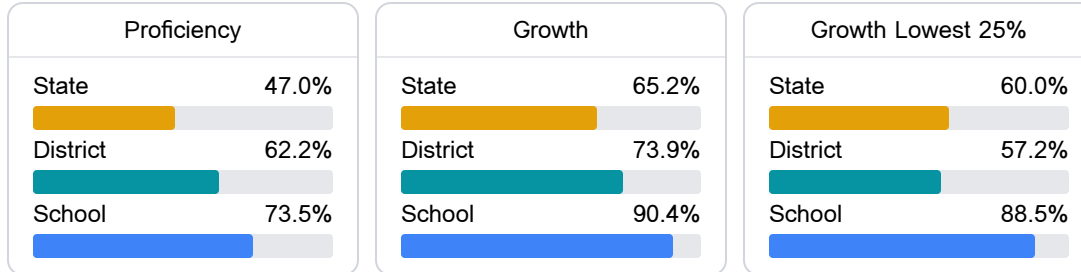 Proficiency
State 47.0%
District 62.2%
School 73.5%
Growth
State 65.2%
District 73.9%
School 90.4%
Growth Lowest 25%
State 60.0%
District 57.2%
School 88.5%